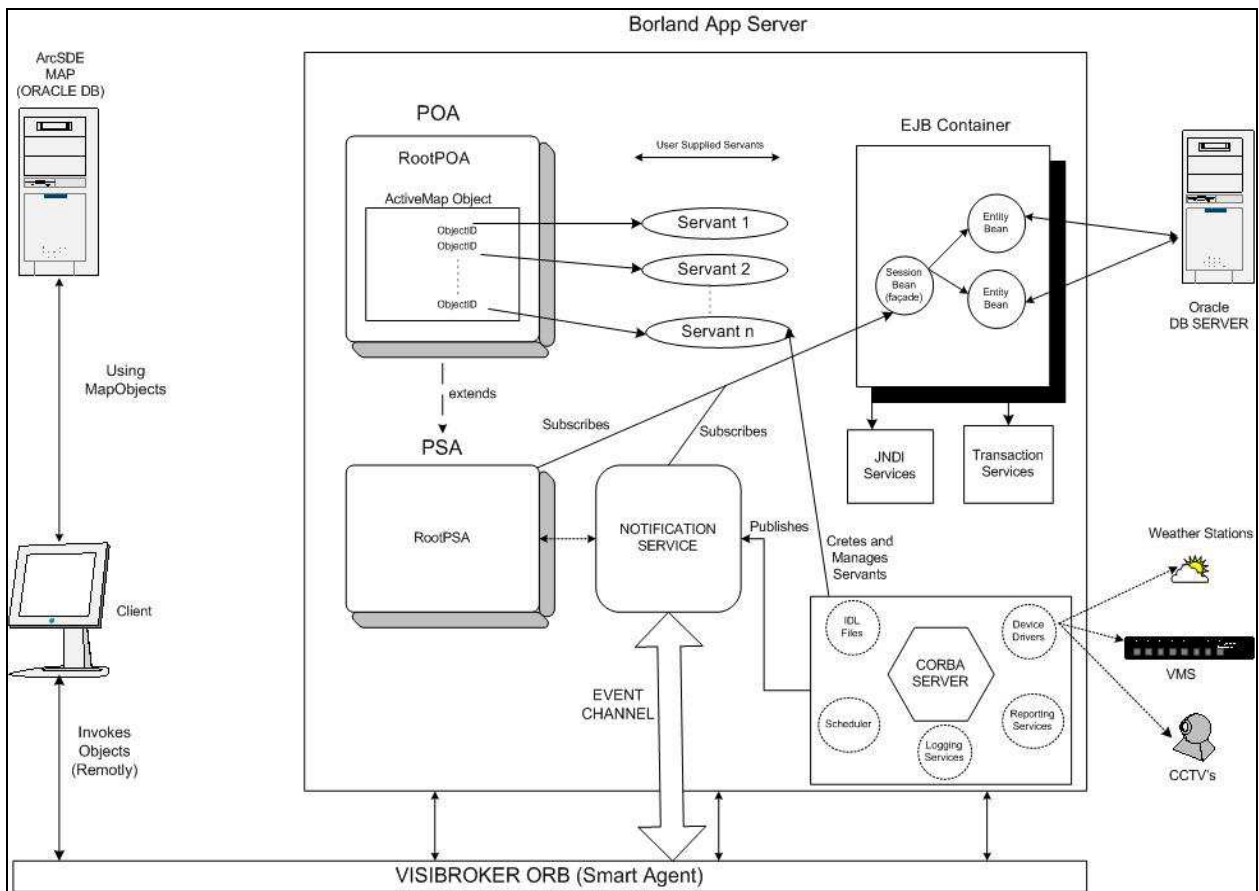 Borland App Server
ArcSDE
MAP
(ORACLE DB)
POA
RootPOA
ActiveMap Object
ObjectID
ObjectID
ObjectID
User Supplied Servants
Servant 1
Servant 2
Servant n
EJB Container
Entity
Bean
Session
Bean
(façade)
Entity
Bean
Oracle
DB SERVER
Using
MapObjects
extends
Subscribes
Subscribes
PSA
RootPSA
NOTIFICATION
SERVICE
Publishes
JNDI
Services
Transaction
Services
Cretes and
Manages
Servants
Weather Stations
Client
IDL
Files
Device
Drivers
CORBA
SERVER
Scheduler
Reporting
Services
Logging
Services
VMS
CCTV's
EVENT
CHANNEL
Invokes
Objects
(Remotly)
VISIBROKER ORB (Smart Agent)